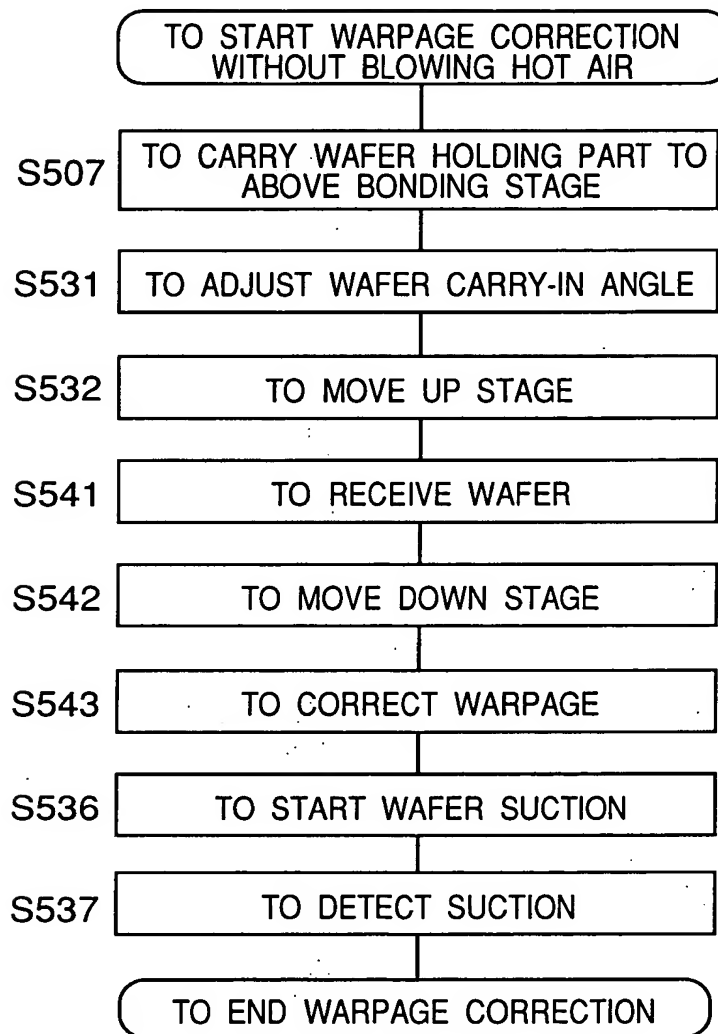 TO START WARPAGE CORRECTION
WITHOUT BLOWING HOT AIR
S507
TO CARRY WAFER HOLDING PART TO
ABOVE BONDING STAGE
S531
TO ADJUST WAFER CARRY-IN ANGLE
S532
TO MOVE UP STAGE
S541
TO RECEIVE WAFER
S542
TO MOVE DOWN STAGE
S543
TO CORRECT WARPAGE
S536
TO START WAFER SUCTION
S537
TO DETECT SUCTION
TO END WARPAGE CORRECTION